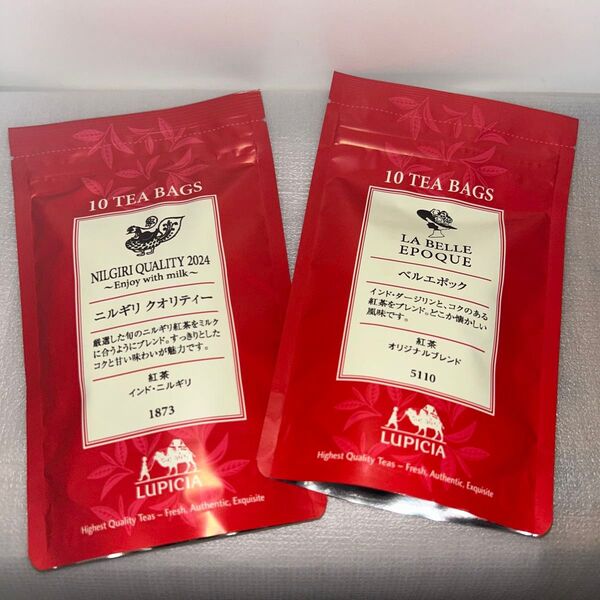 10 TEA BAGS
NILGIRI QUALITY 2024
~Enjoy with milk~
ニルギリ クオリティー
厳選した旬のニルギリ紅茶をミルク
に合うようにブレンド。すっきりとした
コクと甘い味わいが魅力です。
紅茶
インド・ニルギリ
1873
LUPICIA
Highest Quality Teas ~ Fresh, Authentic, Exquisite
10 TEA BAGS
LA BELLE
EPOQUE
ベルエポック
インド・ダージリンと、コクのある
紅茶をブレンド。どこか懐かしい
風味です。
紅茶
オリジナルブレンド
5110
LUPICIA
Highest Quality Teas ~ Fresh, Authentic, Exquisite